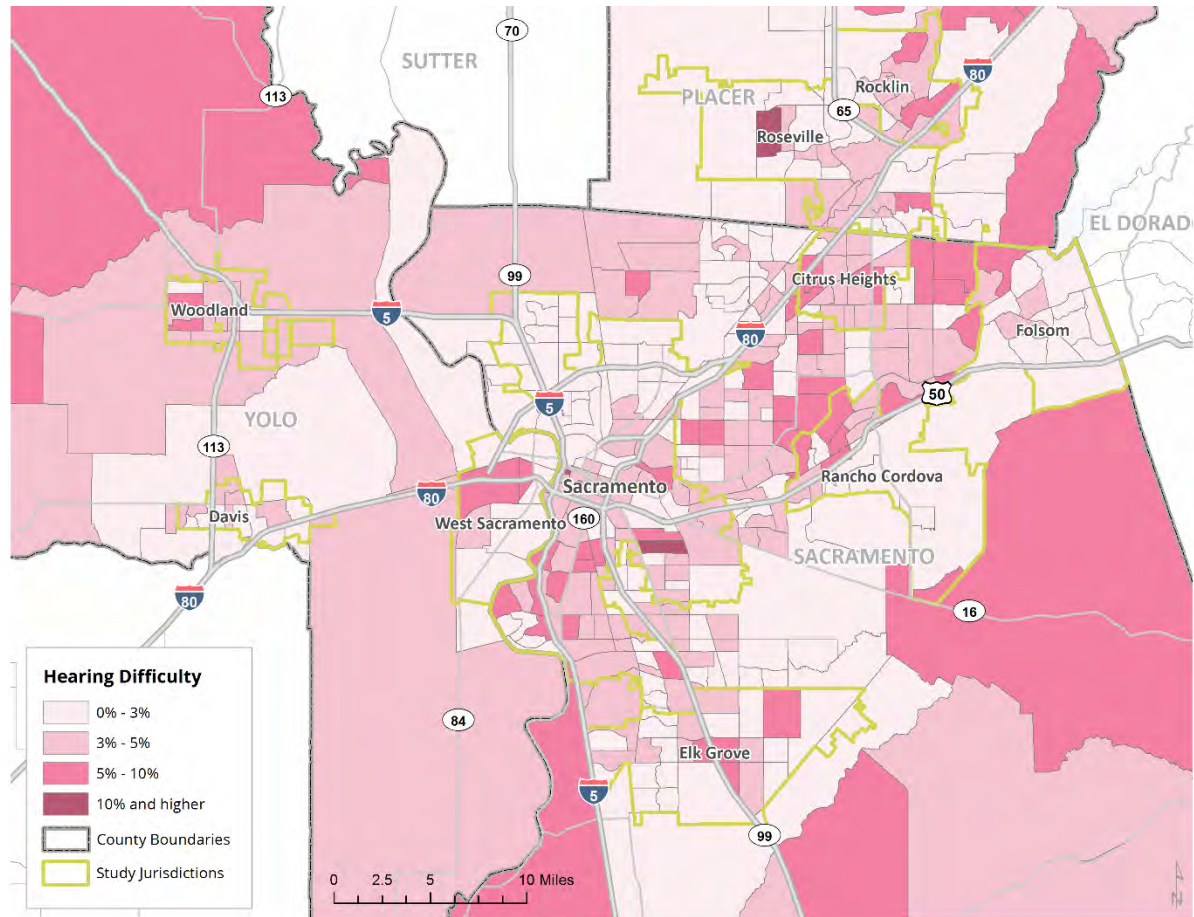 70
SUTTER
80
113
Rocklin
PLACER
65
Roseville
EL DORADO
99
Citrus Heights
Woodland
5
Folsom
80
50
5
YOLO
113
Rancho Cordova
80
Sacramento
Davis
West Sacramento
160
SACRAMENTO
80
16
Hearing Difficulty
0% - 3%
3% - 5%
5% - 10%
10% and higher
County Boundaries
Study Jurisdictions
84
Elk Grove
5
99
0 2.5 5 10 Miles